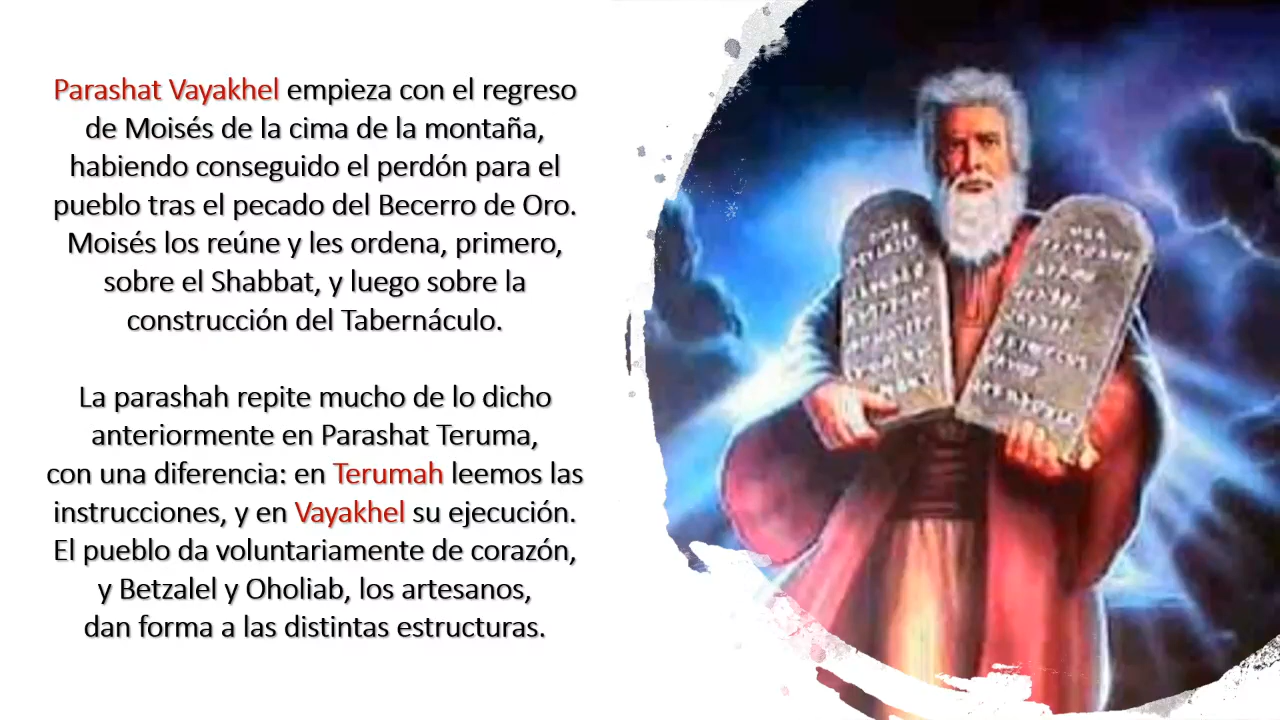 Parashat Vayakhel empieza con el regreso
de Moisés de la cima de la montaña,
habiendo conseguido el perdón para el
pueblo tras el pecado del Becerro de Oro.
Moisés los reúne y les ordena, primero,
sobre el Shabbat, y luego sobre la
construcción del Tabernáculo.
La parashah repite mucho de lo dicho
anteriormente en Parashat Teruma,
con una diferencia: en Terumah leemos las
instrucciones, y en Vayakhel su ejecución.
El pueblo da voluntariamente de corazón,
y Betzalel y Oholiab, los artesanos,
dan forma a las distintas estructuras.